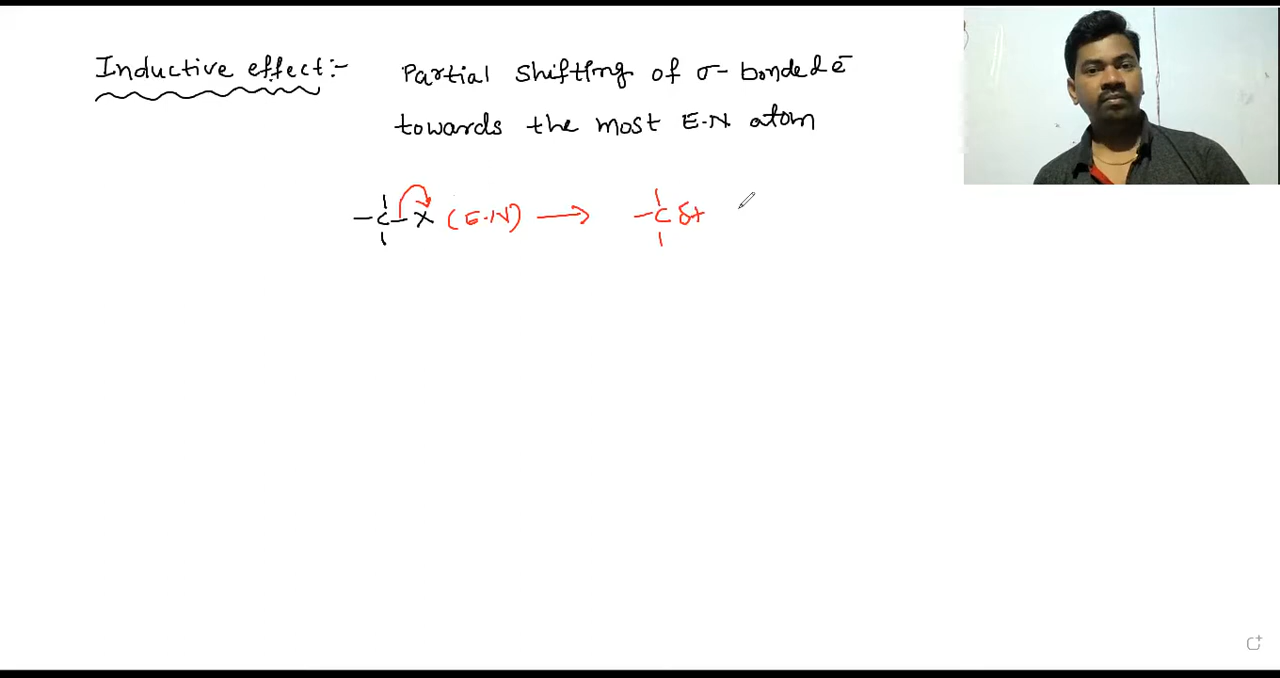 Inductive effect:- Partial shifting of σ- bonded ē
towards the most E.N atom
-C-X (E.N) → -C δ+